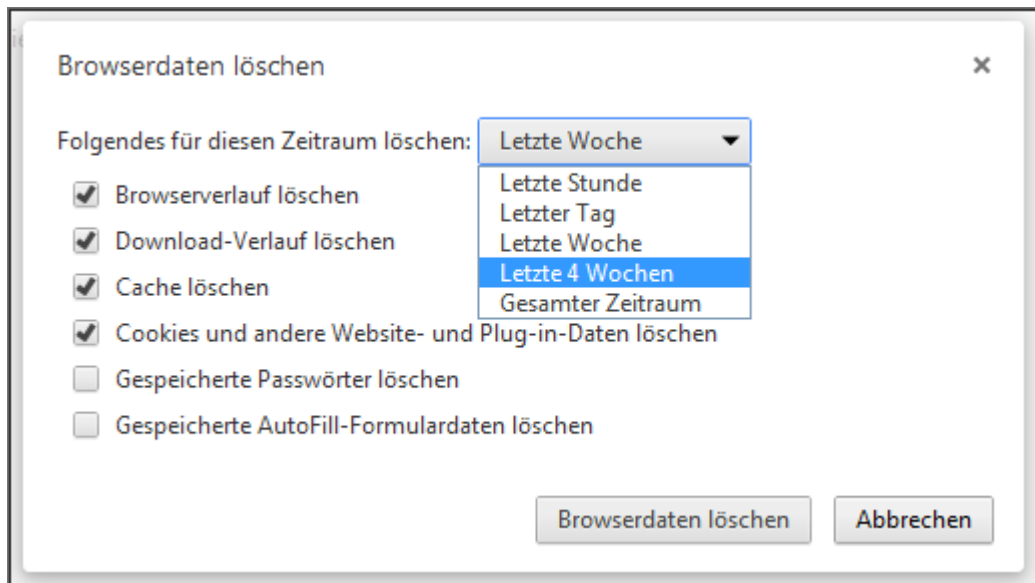 Browserdaten löschen
Folgendes für diesen Zeitraum löschen: Letzte Woche
Letzte Stunde
Browserverlauf löschen
Letzter Tag
Download-Verlauf löschen
Letzte Woche
Letzte 4 Wochen
Cache löschen
Gesamter Zeitraum
Cookies und andere Website- und Plug-in-Daten löschen
Gespeicherte Passwörter löschen
Gespeicherte AutoFill-Formulardaten löschen
Browserdaten löschen Abbrechen